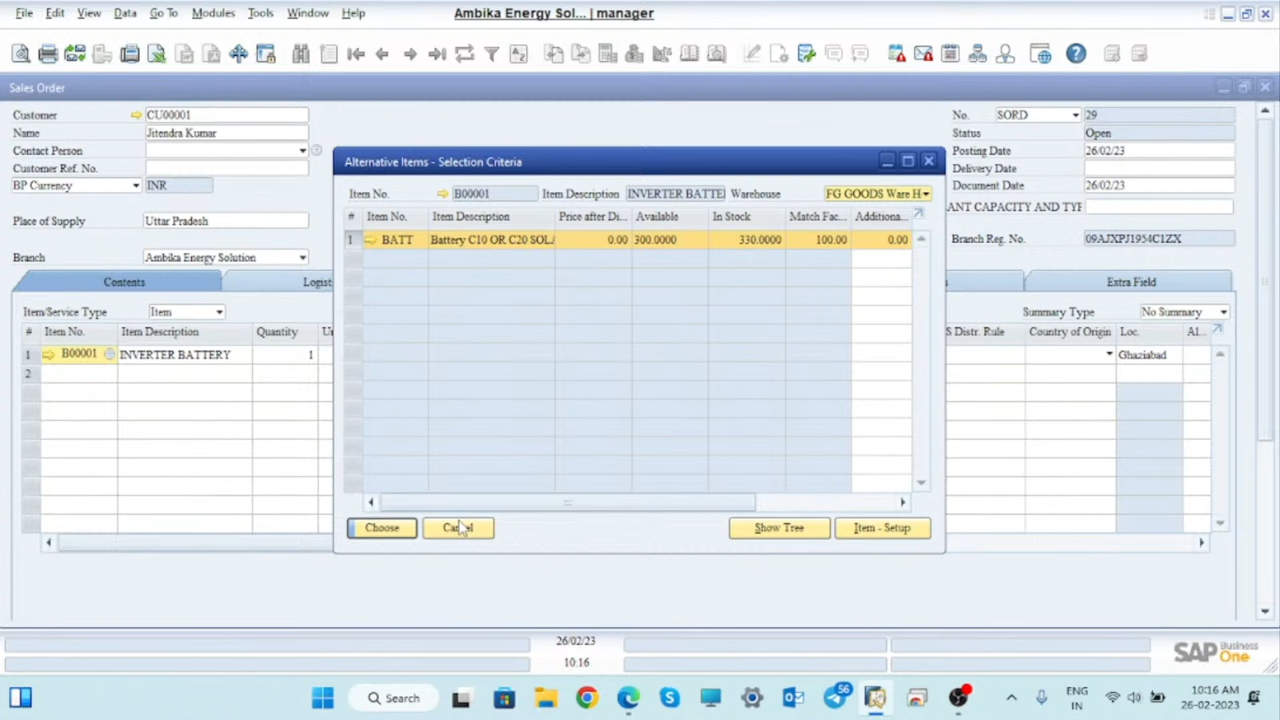 File Edit View Data Go To Modules Tools Window Help Ambika Energy Sol... | manager
Sales Order
Customer CU00001
Name Jitendra Kumar
Contact Person
Customer Ref. No.
BP Currency INR
Place of Supply Uttar Pradesh
Branch Ambika Energy Solution
No. SORD 29
Status Open
Posting Date 26/02/23
Delivery Date
Document Date 26/02/23
ANT CAPACITY AND TYP
Branch Reg. No. 09AJXPJ1954C1ZX
Contents Logist Extra Field
Item/Service Type Item
Summary Type No Summary
# Item No. Item Description Quantity Un
S Distr. Rule Country of Origin Loc. Al...
1 B00001 INVERTER BATTERY 1 Ghaziabad
2
Alternative Items - Selection Criteria
Item No. B00001 Item Description INVERTER BATTE Warehouse FG GOODS Ware H
# Item No. Item Description Price after Di... Available In Stock Match Fac... Additiona...
1 BATT Battery C10 OR C20 SOLA 0.00 300.0000 330.0000 100.00 0.00
Choose Cancel Show Tree Item - Setup
26/02/23
10:16
SAP Business One
Search
56
ENG
IN
10:16 AM
26-02-2023